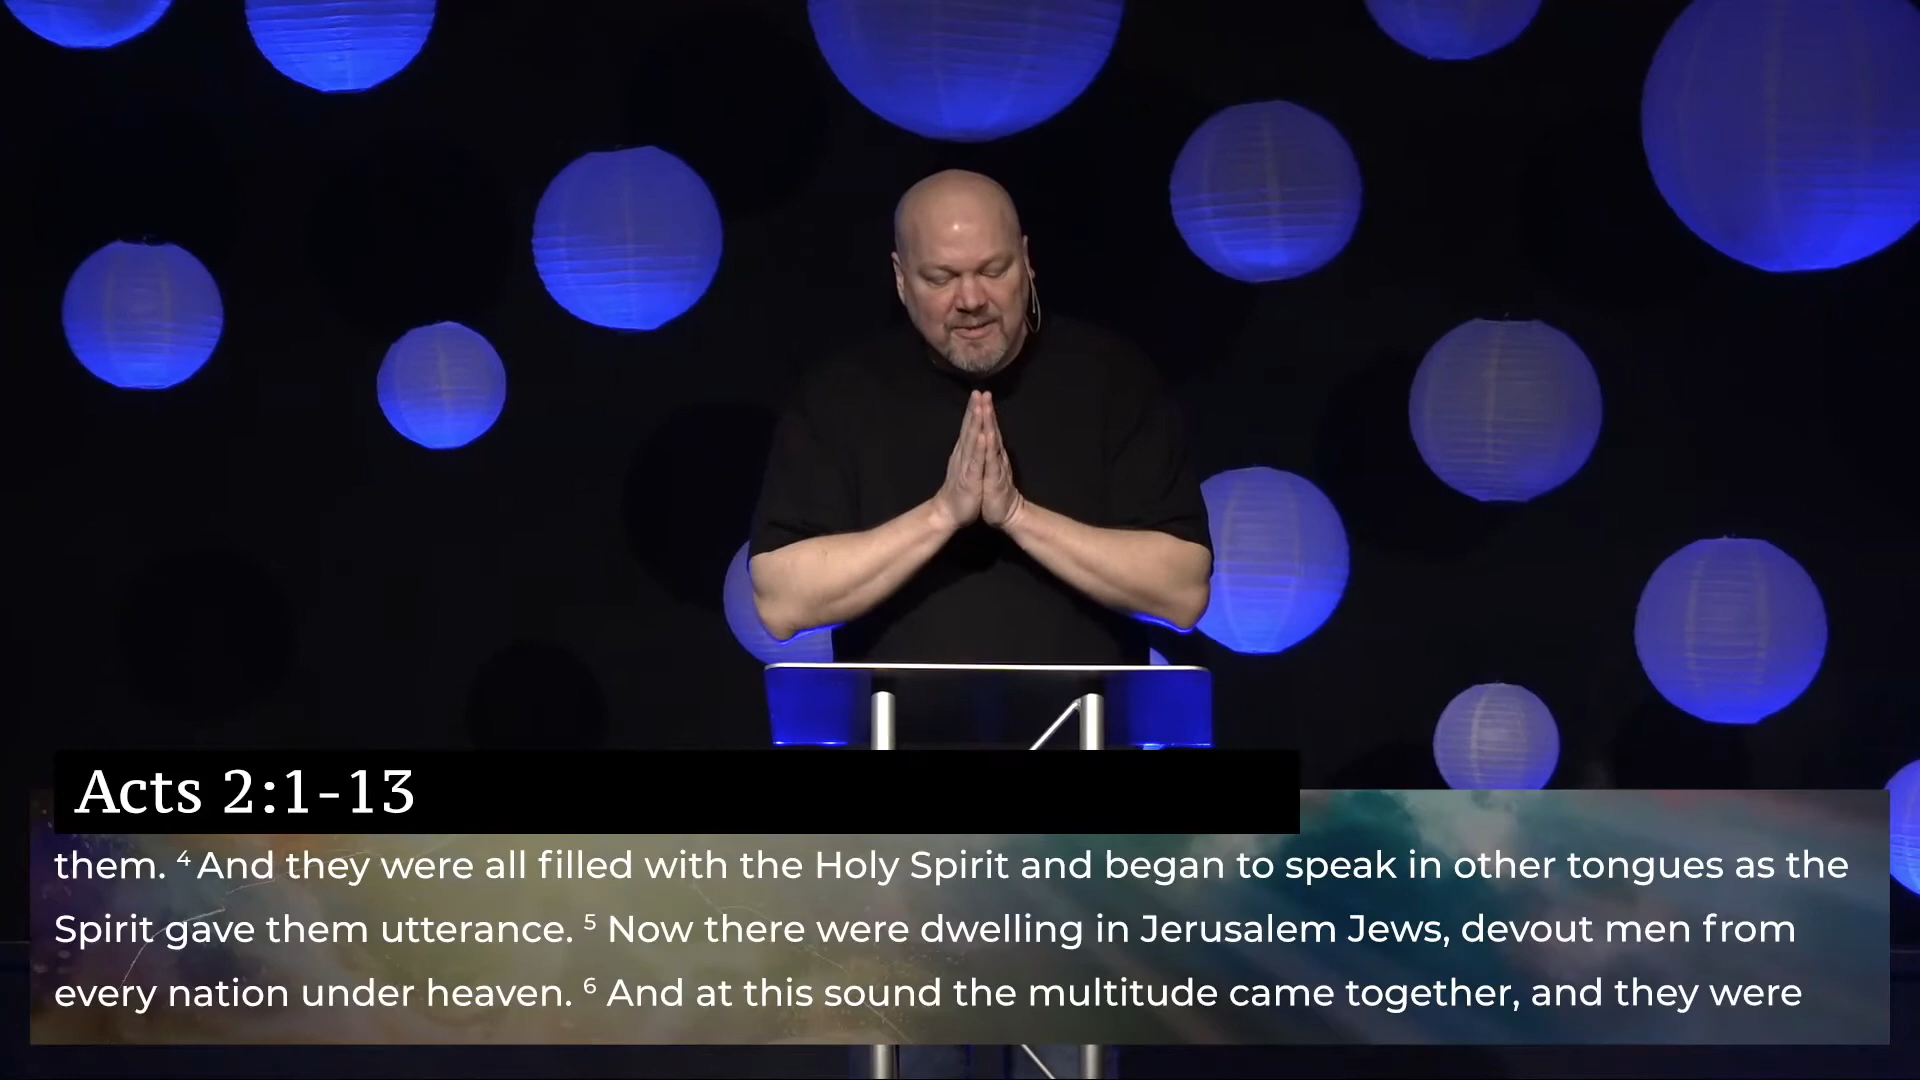 Acts 2:1-13
them. ⁴ And they were all filled with the Holy Spirit and began to speak in other tongues as the
Spirit gave them utterance. ⁵ Now there were dwelling in Jerusalem Jews, devout men from
every nation under heaven. ⁶ And at this sound the multitude came together, and they were